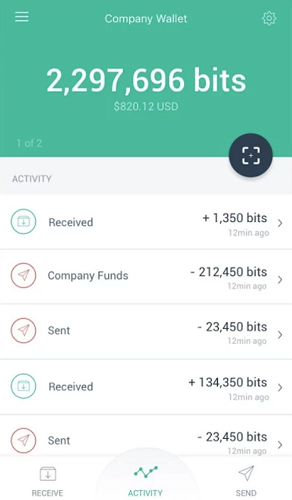 Company Wallet
2,297,696 bits
$820.12 USD
1 of 2
ACTIVITY
Received
+ 1,350 bits
12min ago
Company Funds
- 212,450 bits
12min ago
Sent
- 23,450 bits
12min ago
Received
+ 134,350 bits
12min ago
Sent
- 23,450 bits
12min ago
RECEIVE
ACTIVITY
SEND